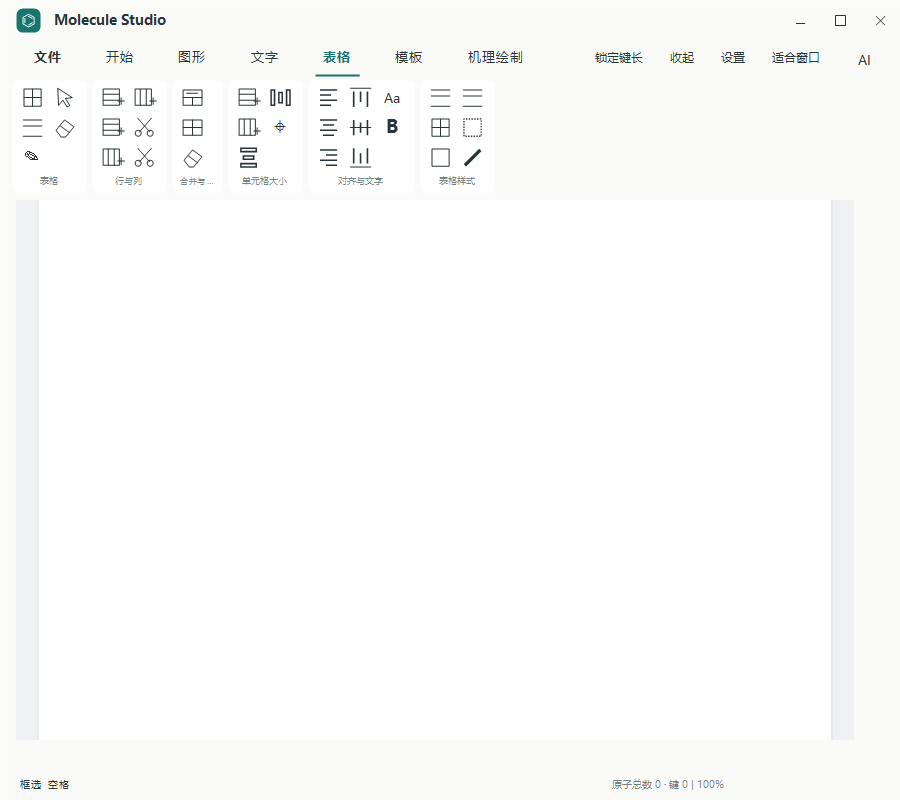 Molecule Studio
文件 开始 图形 文字 表格 模板 机理绘制 锁定键长 收起 设置 适合窗口 AI
Aa
B
表格 行与列 合并与 ... 单元格大小 对齐与文字 表格样式
框选 空格 原子总数 0 · 键 0 | 100%